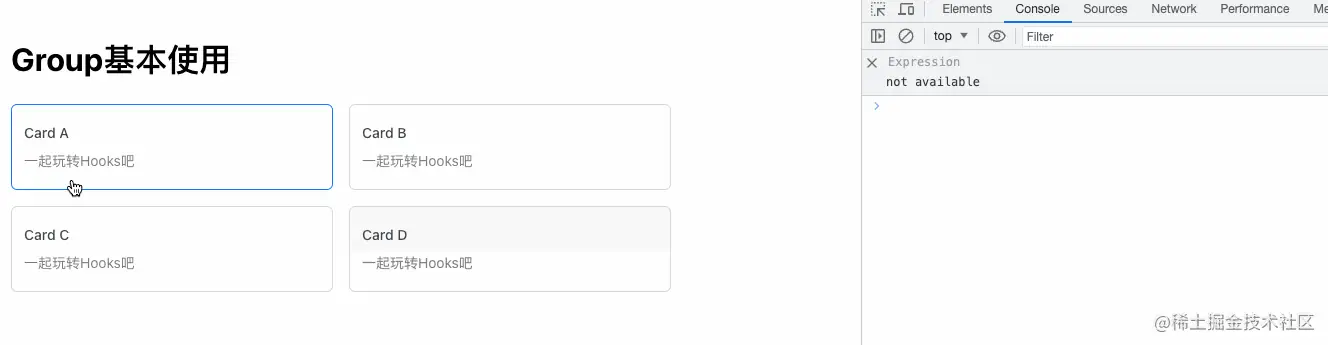 Group基本使用
Card A
一起玩转Hooks吧
Card B
一起玩转Hooks吧
Card C
一起玩转Hooks吧
Card D
一起玩转Hooks吧
Elements Console Sources Network Performance Me
top Filter
Expression
not available
@稀土掘金技术社区